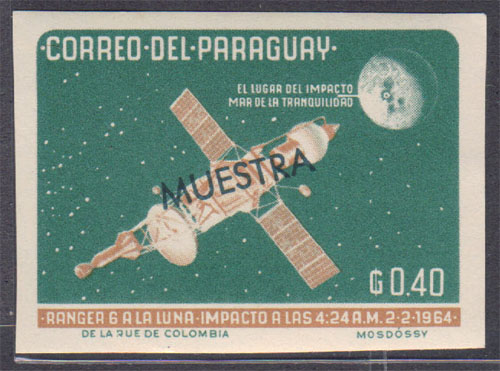 ·CORREO·DEL·PARAGUAY·
EL LUGAR DEL IMPACTO
MAR DE LA TRANQUILIDAD
MUESTRA
₲0.40
·RANGER 6 A LA LUNA·IMPACTO A LAS 4:24 A.M. 2-2-1964·
DE LA RUE DE COLOMBIA
MOSDÓSSY